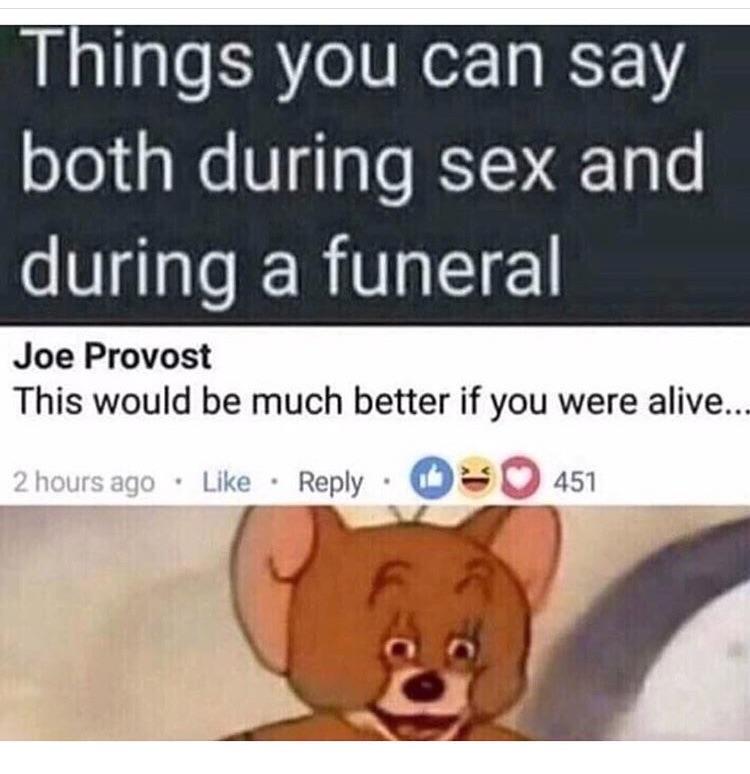 Things you can say
both during sex and
during a funeral
Joe Provost
This would be much better if you were alive...
2 hours ago · Like · Reply · 451